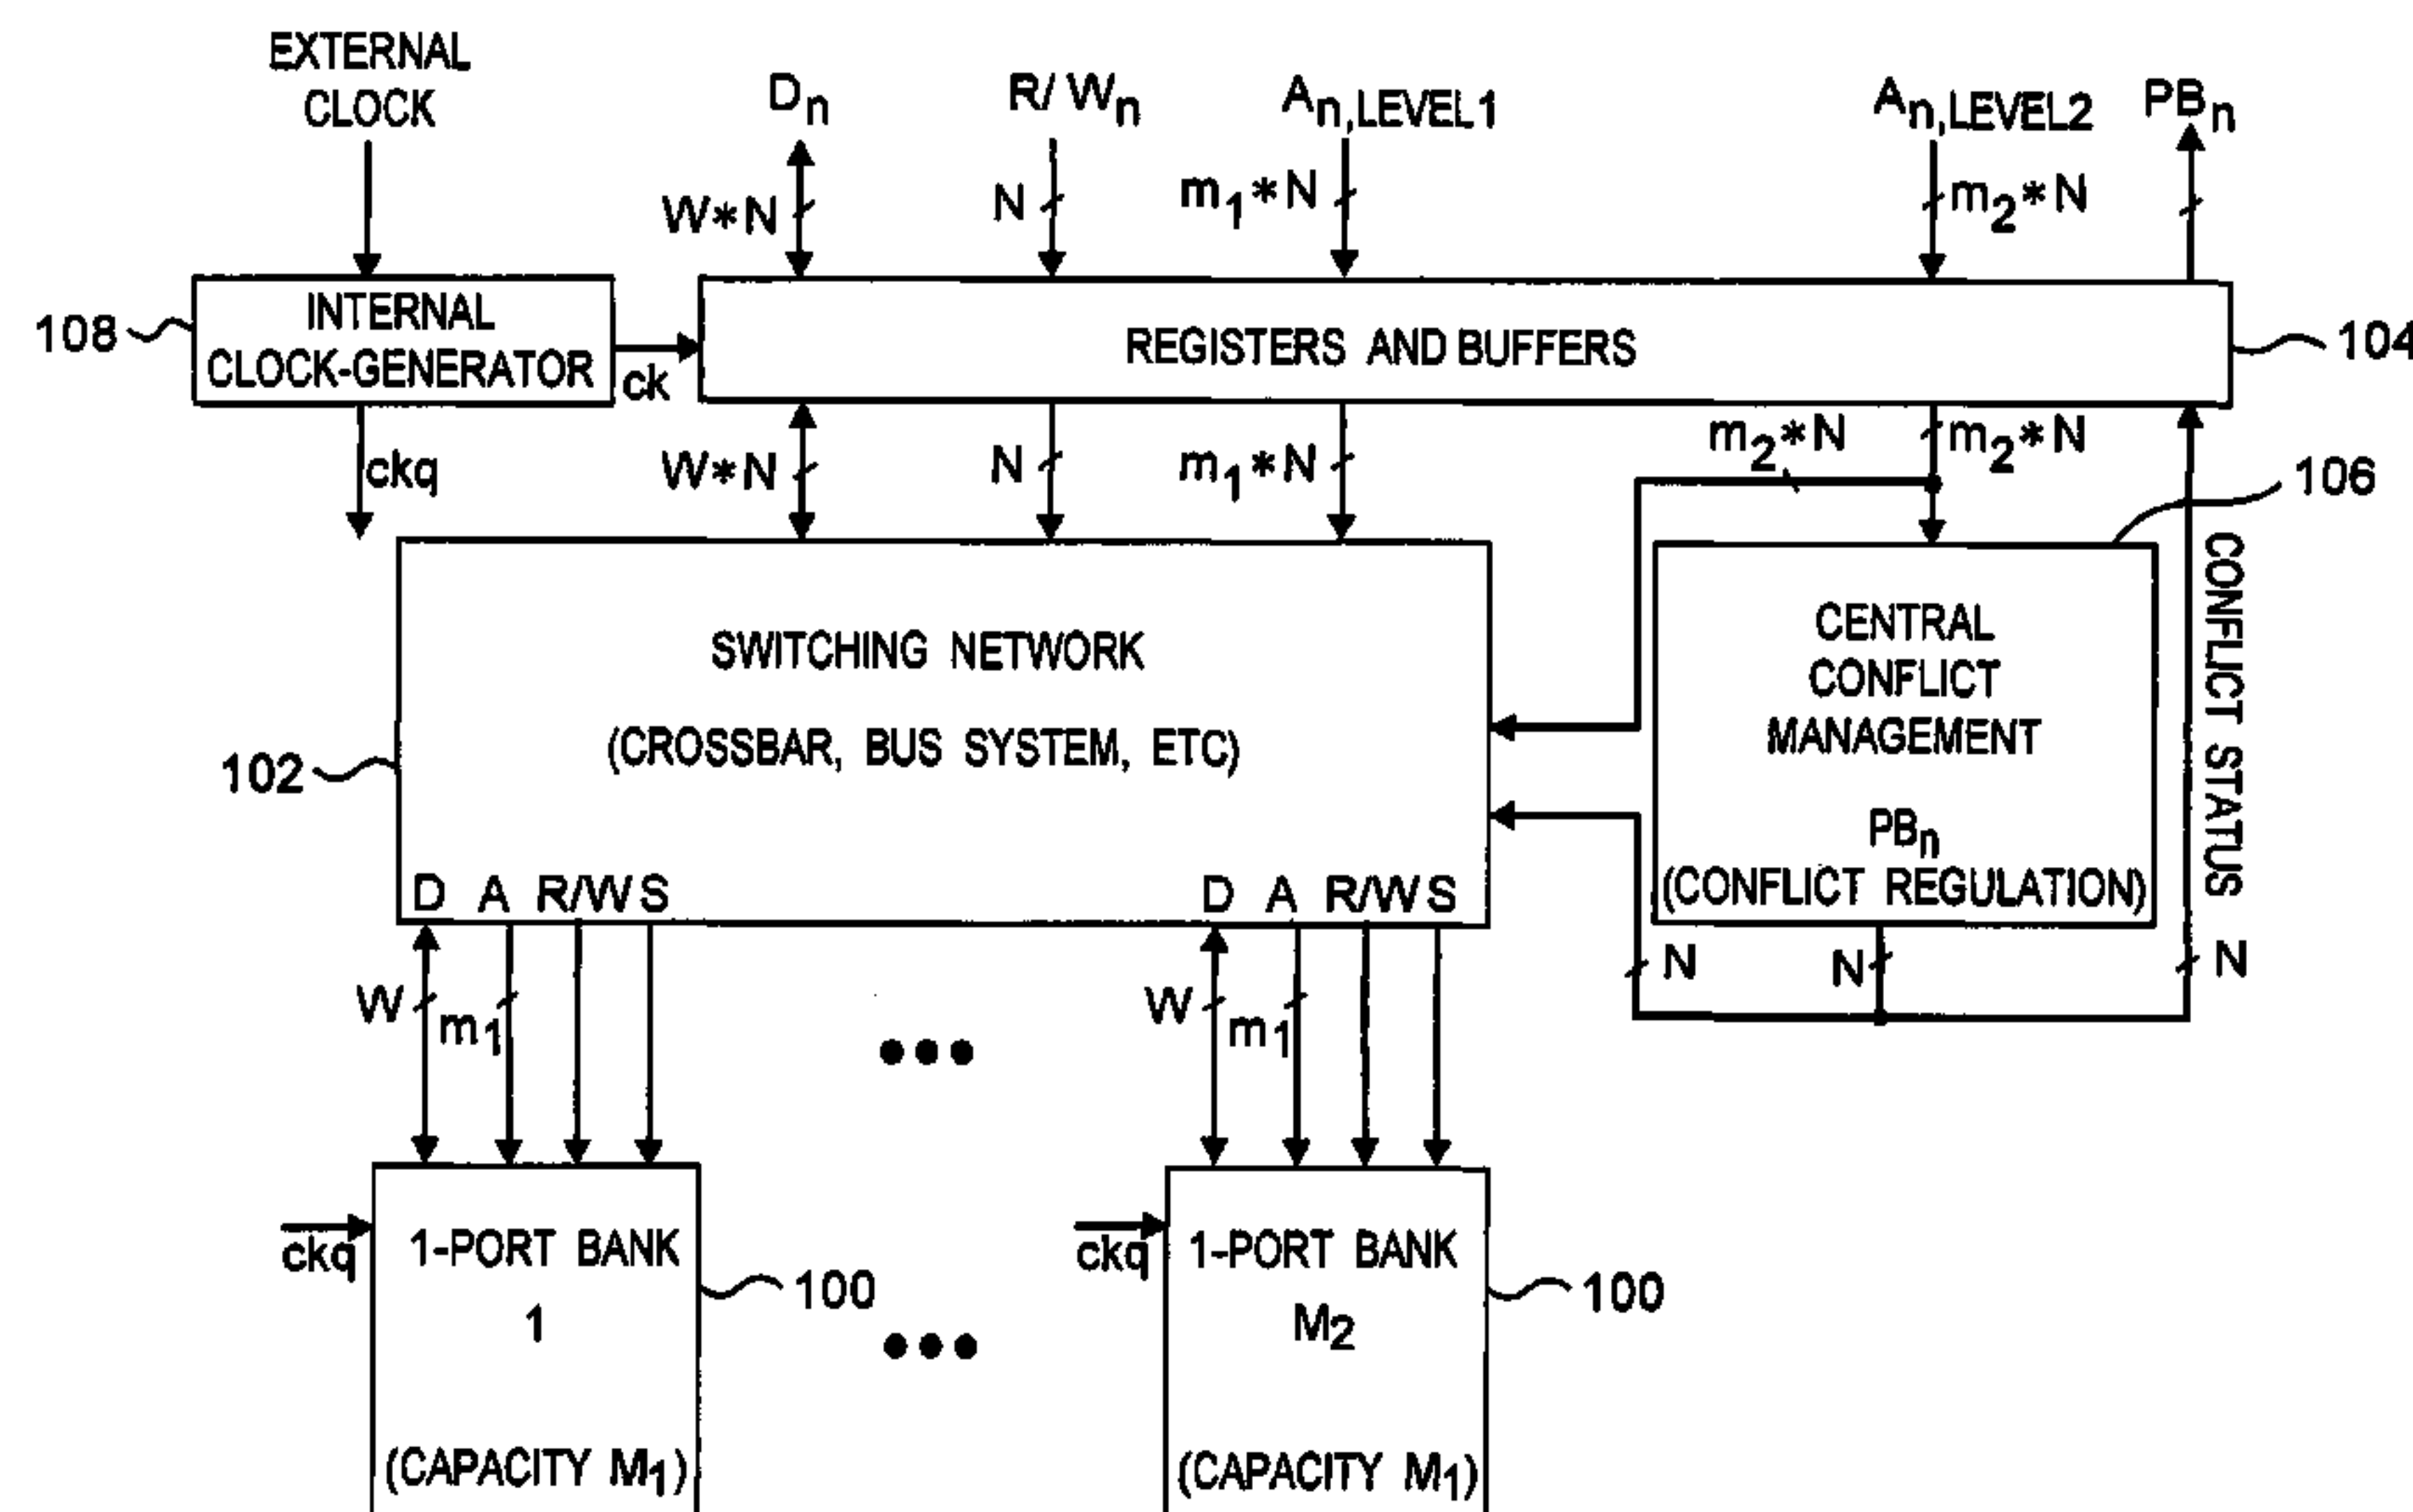 EXTERNAL
CLOCK
Dn
R/ Wn
An,LEVEL1
An,LEVEL2
PBn
W*N
N
m1*N
m2*N
108
INTERNAL
CLOCK-GENERATOR
ck
REGISTERS AND BUFFERS
104
ckq
W*N
N
m1*N
m2*N
m2*N
106
SWITCHING NETWORK
(CROSSBAR, BUS SYSTEM, ETC)
102
CENTRAL
CONFLICT
MANAGEMENT
PBn
(CONFLICT REGULATION)
CONFLICT STATUS
D A R/W S
D A R/W S
N
N
N
W
m1
W
m1
ckq
1-PORT BANK
1
(CAPACITY M1)
100
ckq
1-PORT BANK
M2
(CAPACITY M1)
100